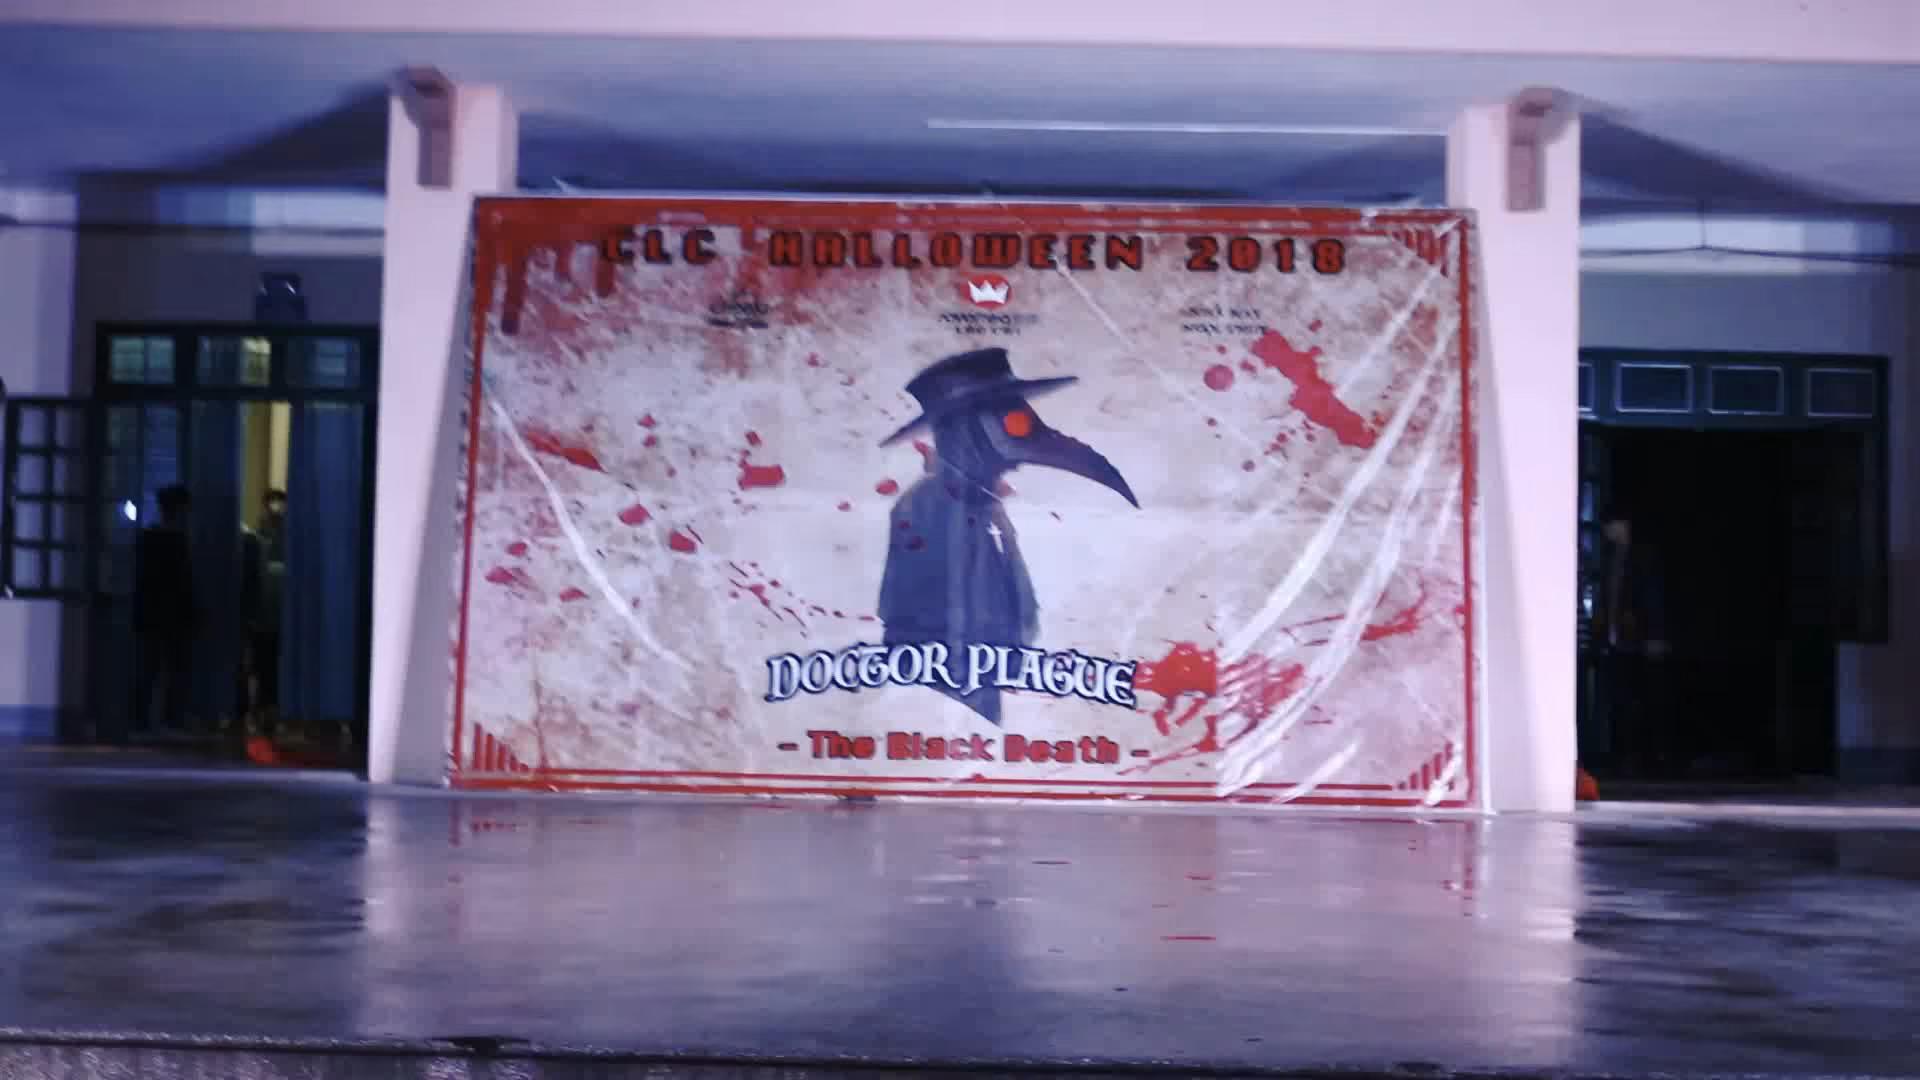 CLC HALLOWEEN 2018
DOCTOR PLAGUE
- The Black Death -